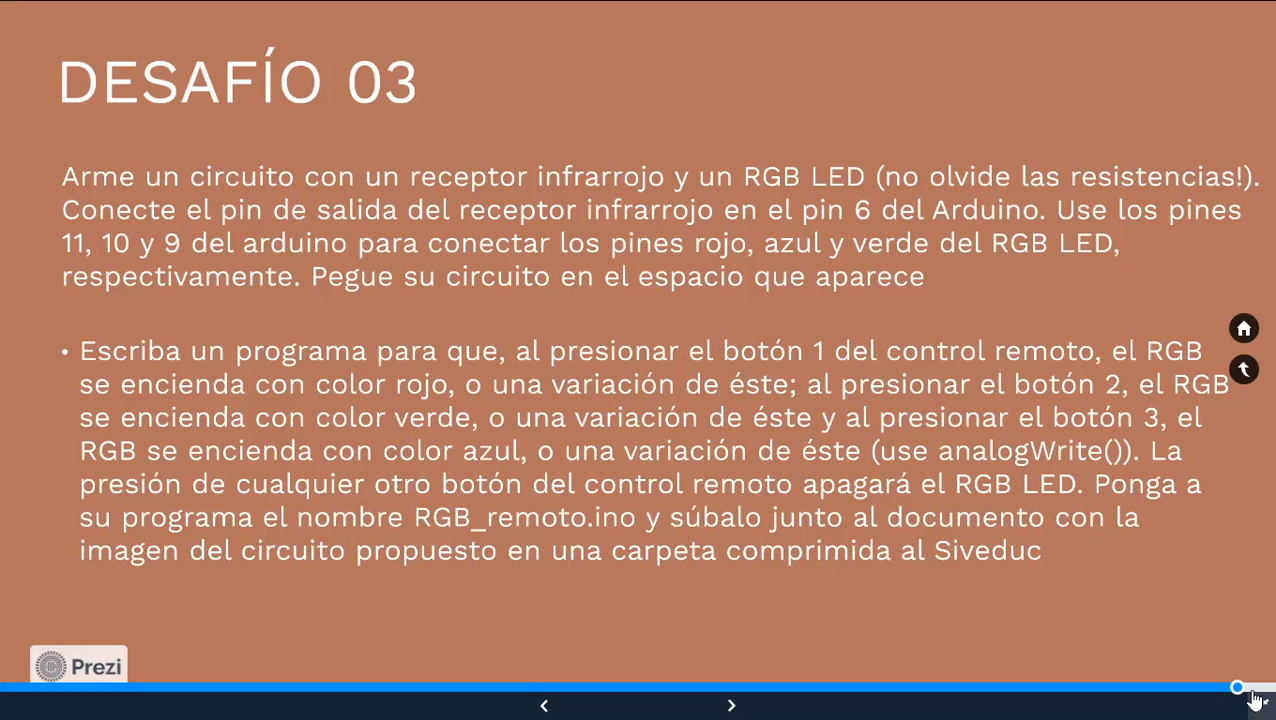 DESAFÍO 03
Arme un circuito con un receptor infrarrojo y un RGB LED (no olvide las resistencias!).
Conecte el pin de salida del receptor infrarrojo en el pin 6 del Arduino. Use los pines
11, 10 y 9 del arduino para conectar los pines rojo, azul y verde del RGB LED,
respectivamente. Pegue su circuito en el espacio que aparece
• Escriba un programa para que, al presionar el botón 1 del control remoto, el RGB
se encienda con color rojo, o una variación de éste; al presionar el botón 2, el RGB
se encienda con color verde, o una variación de éste y al presionar el botón 3, el
RGB se encienda con color azul, o una variación de éste (use analogWrite()). La
presión de cualquier otro botón del control remoto apagará el RGB LED. Ponga a
su programa el nombre RGB_remoto.ino y súbalo junto al documento con la
imagen del circuito propuesto en una carpeta comprimida al Siveduc
Prezi